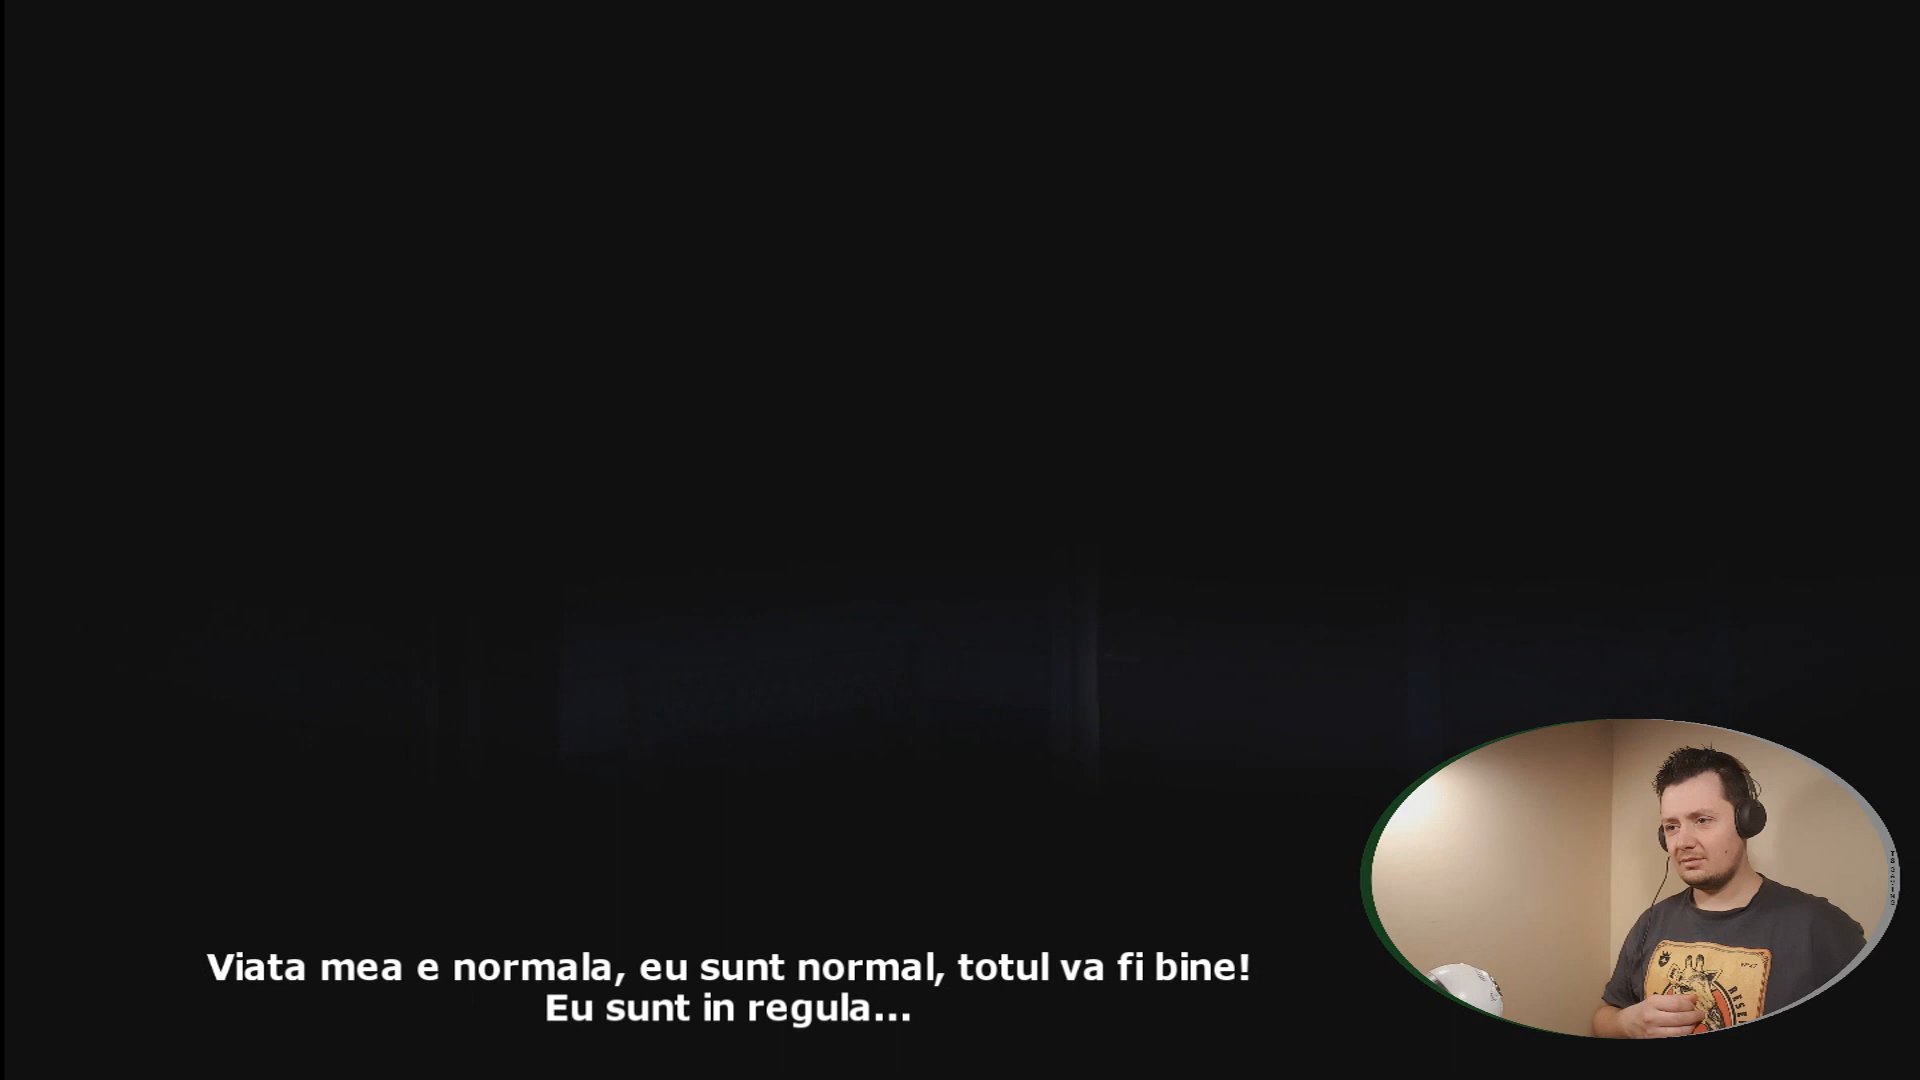 Viata mea e normala, eu sunt normal, totul va fi bine!
Eu sunt in regula...